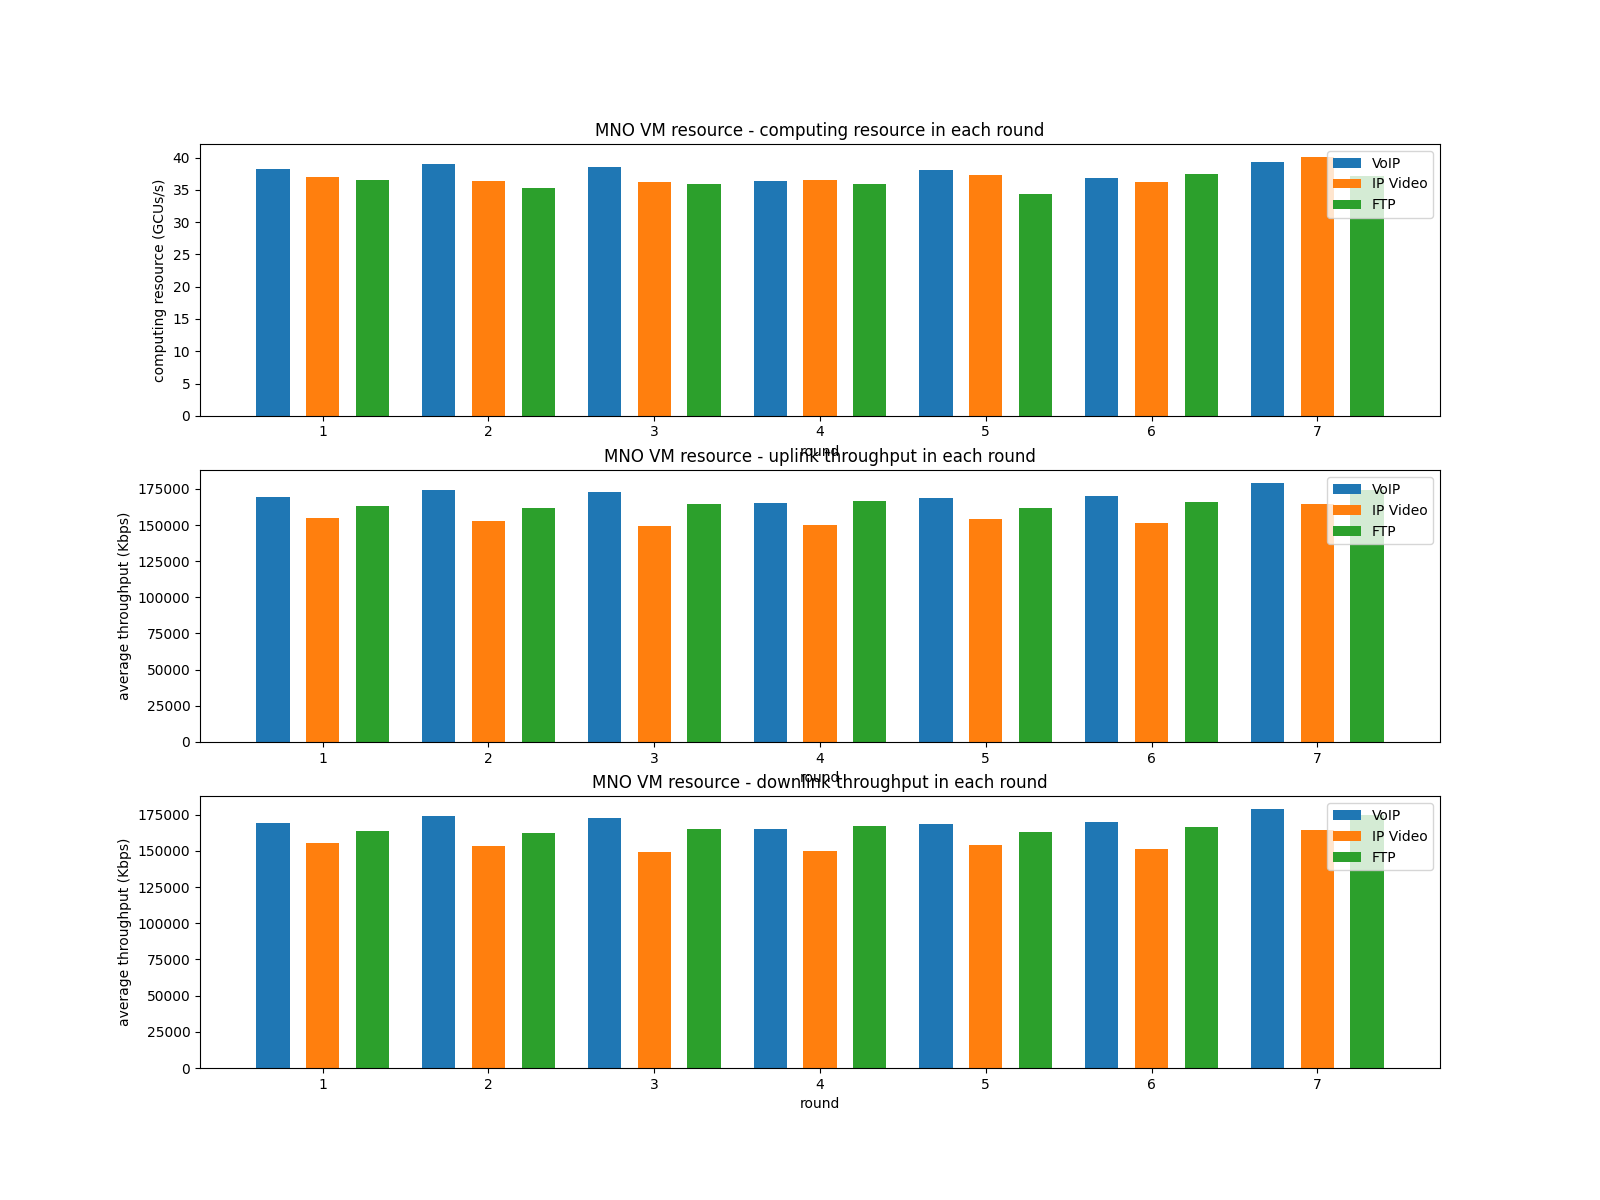 MNO VM resource - computing resource in each round
computing resource (GCUs/s)
40
35
30
25
20
15
10
5
0
VoIP
IP Video
FTP
1 2 3 4 5 6 7
round
MNO VM resource - uplink throughput in each round
average throughput (Kbps)
175000
150000
125000
100000
75000
50000
25000
0
VoIP
IP Video
FTP
1 2 3 4 5 6 7
round
MNO VM resource - downlink throughput in each round
average throughput (Kbps)
175000
150000
125000
100000
75000
50000
25000
0
VoIP
IP Video
FTP
1 2 3 4 5 6 7
round